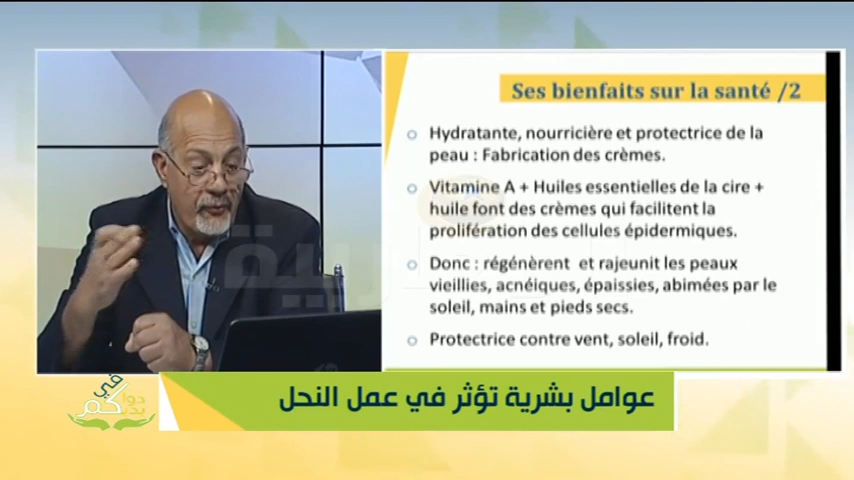 Ses bienfaits sur la santé /2
Hydratante, nourricière et protectrice de la
peau : Fabrication des crèmes.
Vitamine A + Huiles essentielles de la cire +
huile font des crèmes qui facilitent la
prolifération des cellules épidermiques.
Donc : régénèrent et rajeunit les peaux
vieillies, acnéiques, épaissies, abimées par le
soleil, mains et pieds secs.
Protectrice contre vent, soleil, froid.
عوامل بشرية تؤثر في عمل النحل
في